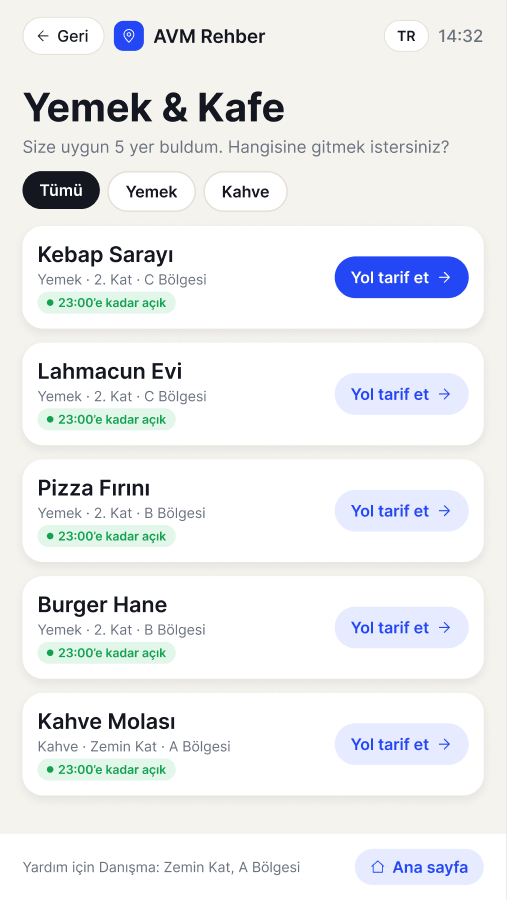 Geri
AVM Rehber
TR
14:32
Yemek & Kafe
Size uygun 5 yer buldum. Hangisine gitmek istersiniz?
Tümü
Yemek
Kahve
Kebap Sarayı
Yemek · 2. Kat · C Bölgesi
23:00'e kadar açık
Yol tarif et
Lahmacun Evi
Yemek · 2. Kat · C Bölgesi
23:00'e kadar açık
Yol tarif et
Pizza Fırını
Yemek · 2. Kat · B Bölgesi
23:00'e kadar açık
Yol tarif et
Burger Hane
Yemek · 2. Kat · B Bölgesi
23:00'e kadar açık
Yol tarif et
Kahve Molası
Kahve · Zemin Kat · A Bölgesi
23:00'e kadar açık
Yol tarif et
Yardım için Danışma: Zemin Kat, A Bölgesi
Ana sayfa